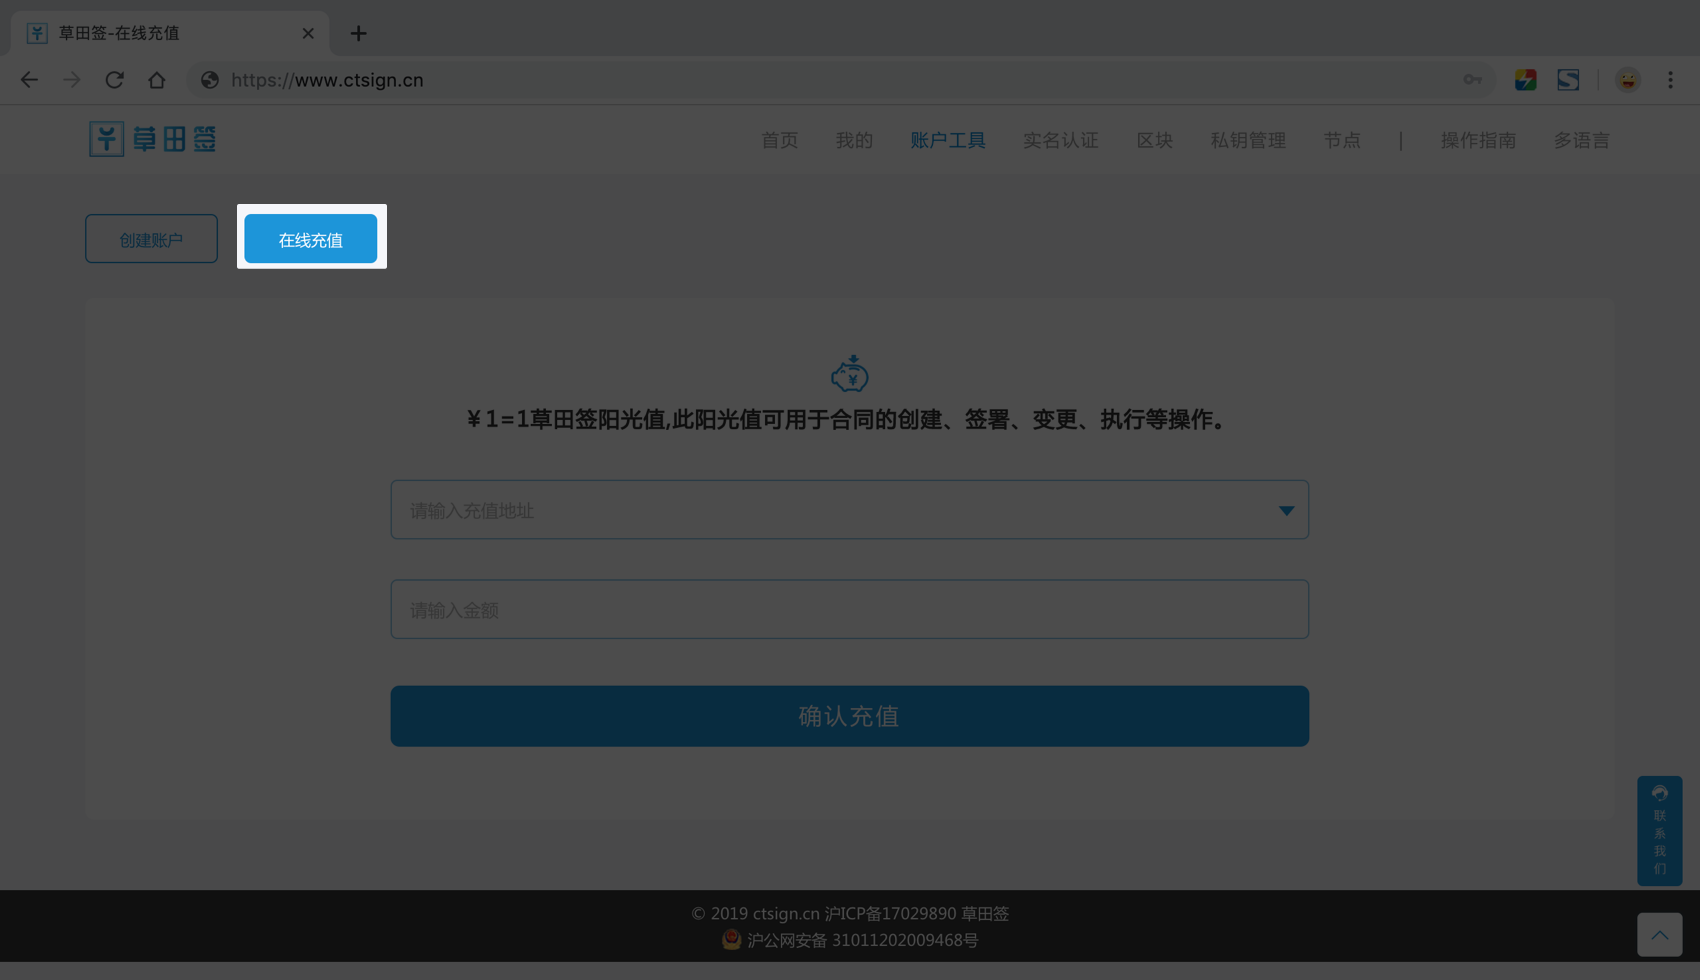 草田签-在线充值
https://www.ctsign.cn
草田签 首页 我的 账户工具 实名认证 区块 私钥管理 节点 | 操作指南 多语言
创建账户 在线充值
¥1=1草田签阳光值,此阳光值可用于合同的创建、签署、变更、执行等操作。
请输入充值地址
请输入金额
确认充值
联系我们
© 2019 ctsign.cn 沪ICP备17029890 草田签
沪公网安备 31011202009468号